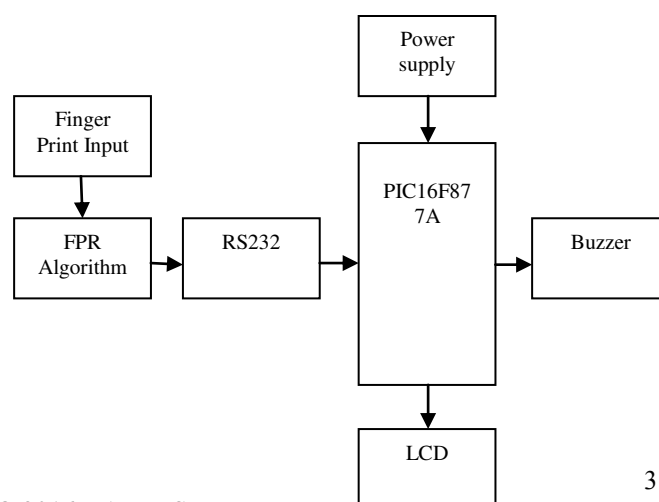 Power
supply
Finger
Print Input
PIC16F87
7A
FPR
Algorithm
RS232
Buzzer
LCD
3